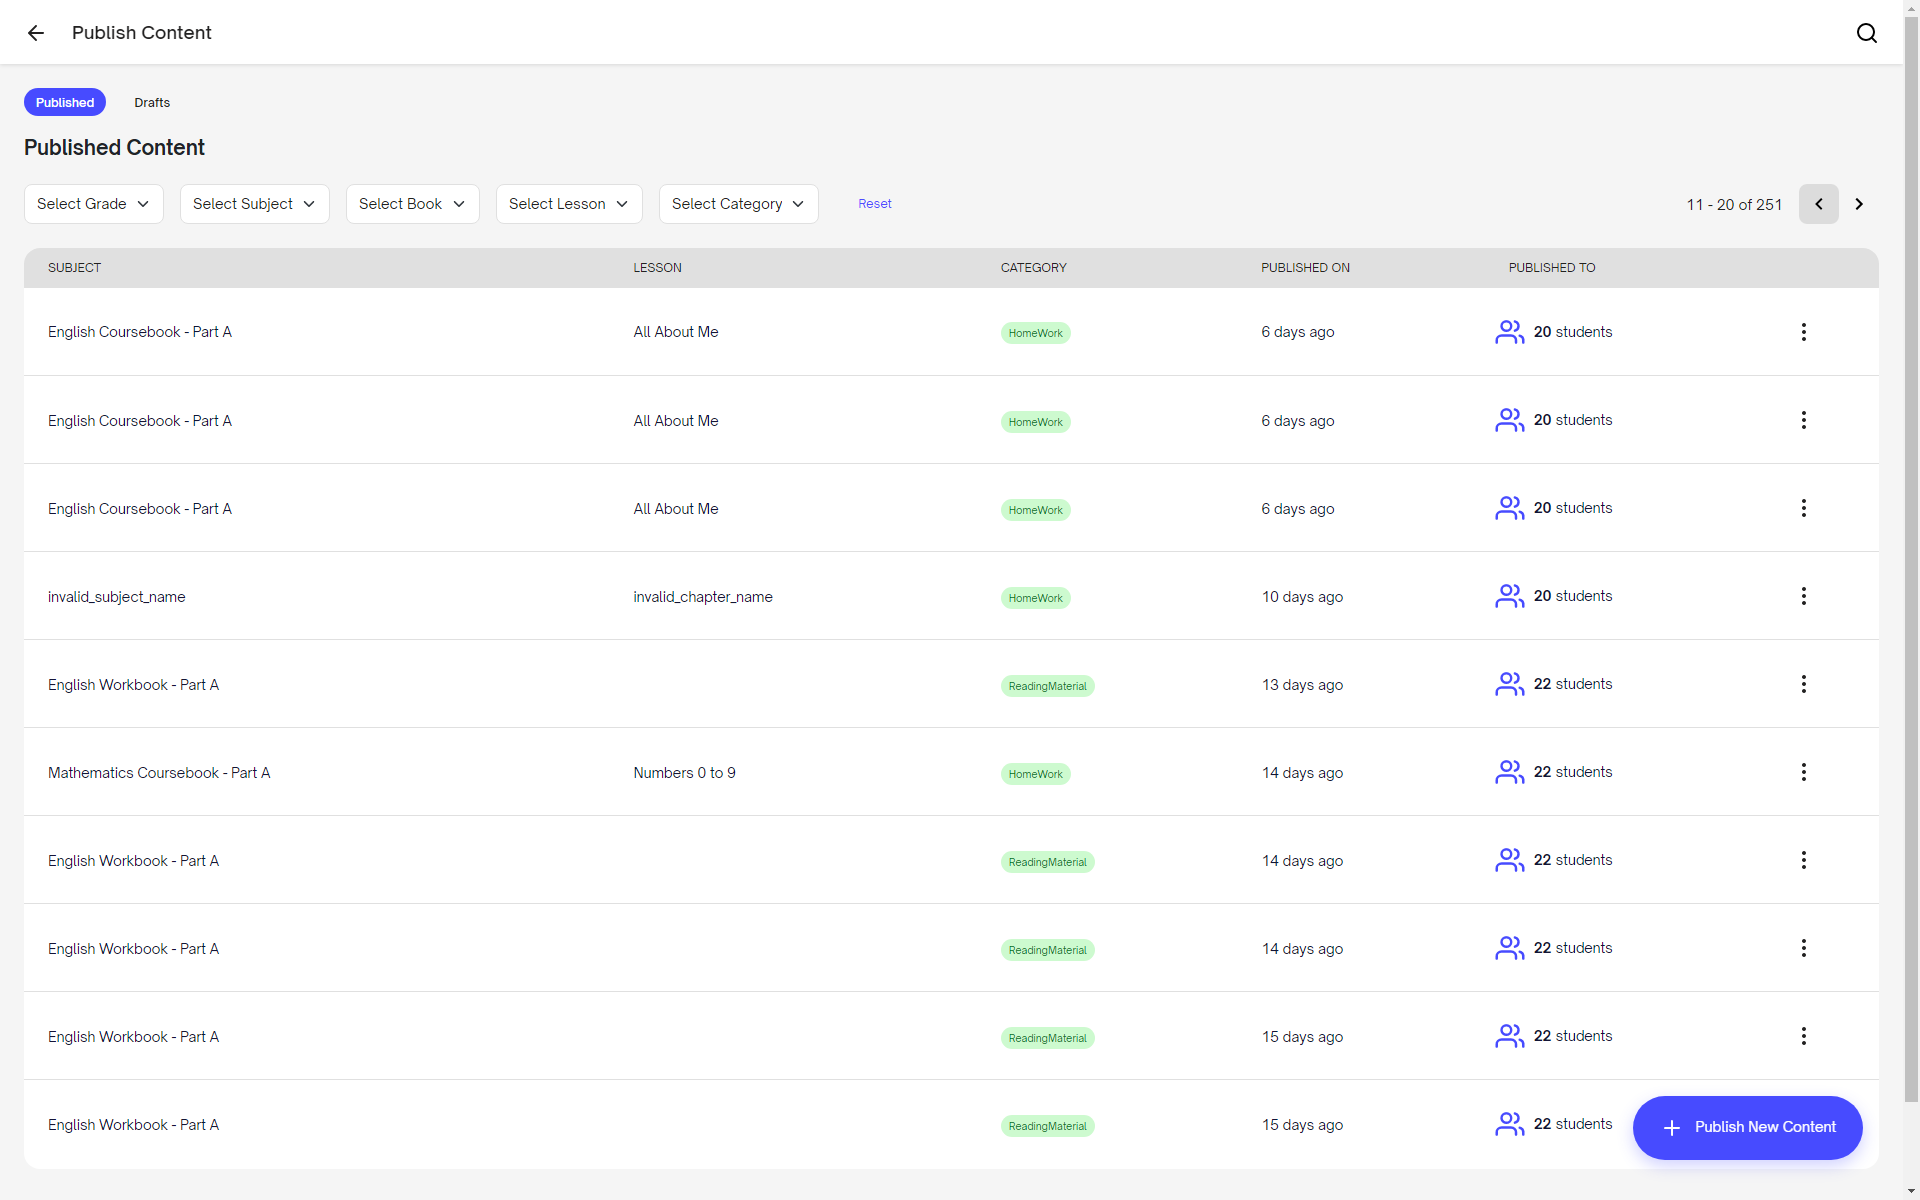 Publish Content
Published Drafts
Published Content
Select Grade Select Subject Select Book Select Lesson Select Category Reset 11 - 20 of 251
SUBJECT LESSON CATEGORY PUBLISHED ON PUBLISHED TO
English Coursebook - Part A All About Me HomeWork 6 days ago 20 students
English Coursebook - Part A All About Me HomeWork 6 days ago 20 students
English Coursebook - Part A All About Me HomeWork 6 days ago 20 students
invalid_subject_name invalid_chapter_name HomeWork 10 days ago 20 students
English Workbook - Part A ReadingMaterial 13 days ago 22 students
Mathematics Coursebook - Part A Numbers 0 to 9 HomeWork 14 days ago 22 students
English Workbook - Part A ReadingMaterial 14 days ago 22 students
English Workbook - Part A ReadingMaterial 14 days ago 22 students
English Workbook - Part A ReadingMaterial 15 days ago 22 students
English Workbook - Part A ReadingMaterial 15 days ago 22 students
Publish New Content